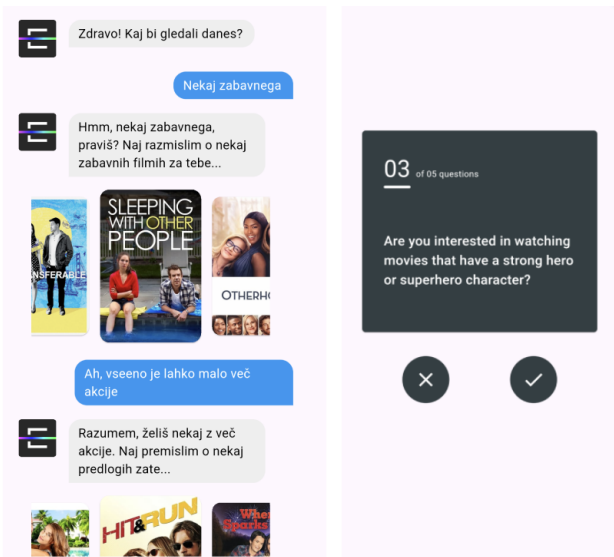 Zdravo! Kaj bi gledali danes?
Nekaj zabavnega
Hmm, nekaj zabavnega,
praviš? Naj razmislim o nekaj
zabavnih filmih za tebe...
NSFERABLE
SLEEPING
WITH OTHER
PEOPLE
OTHERHO
Ah, vseeno je lahko malo več
akcije
Razumem, želiš nekaj z več
akcije. Naj premislim o nekaj
predlogih zate...
HIT&RUN
Whe
Sparks
03 of 05 questions
Are you interested in watching
movies that have a strong hero
or superhero character?